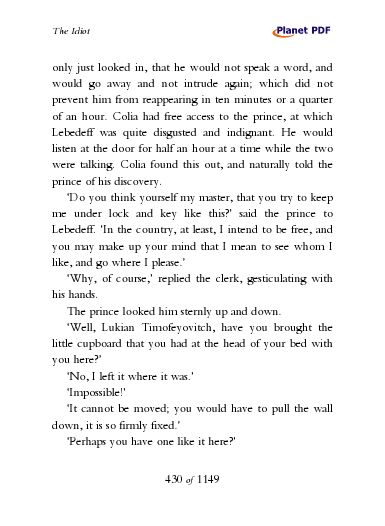 The Idiot
Planet PDF
only just looked in, that he would not speak a word, and
would go away and not intrude again; which did not
prevent him from reappearing in ten minutes or a quarter
of an hour. Colia had free access to the prince, at which
Lebedeff was quite disgusted and indignant. He would
listen at the door for half an hour at a time while the two
were talking. Colia found this out, and naturally told the
prince of his discovery.
‘Do you think yourself my master, that you try to keep
me under lock and key like this?’ said the prince to
Lebedeff. ‘In the country, at least, I intend to be free, and
you may make up your mind that I mean to see whom I
like, and go where I please.’
‘Why, of course,’ replied the clerk, gesticulating with
his hands.
The prince looked him sternly up and down.
‘Well, Lukian Timofeyovitch, have you brought the
little cupboard that you had at the head of your bed with
you here?’
‘No, I left it where it was.’
‘Impossible!’
‘It cannot be moved; you would have to pull the wall
down, it is so firmly fixed.’
‘Perhaps you have one like it here?’
430 of 1149